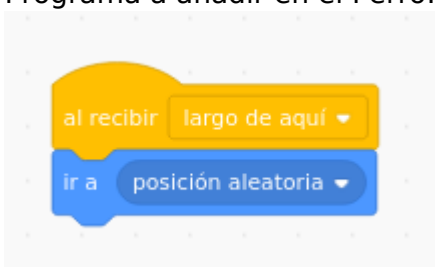 Programa a añadir en el Perro:
al recibir largo de aquí
ir a posición aleatoria